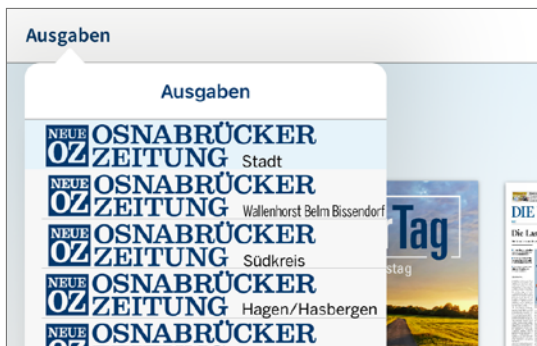 Ausgaben
Ausgaben
NEUE OSNABRÜCKER
OZ ZEITUNG Stadt
NEUE OSNABRÜCKER
OZ ZEITUNG Wallenhorst Belm Bissendorf
NEUE OSNABRÜCKER
OZ ZEITUNG Südkreis
NEUE OSNABRÜCKER
OZ ZEITUNG Hagen/Hasbergen
NEUE OSNABRÜCKER
Tag
stag
DIE
Die La